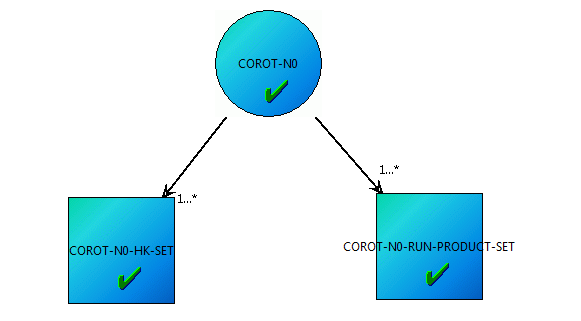 COROT-N0
1...*
1...*
COROT-N0-HK-SET
COROT-N0-RUN-PRODUCT-SET